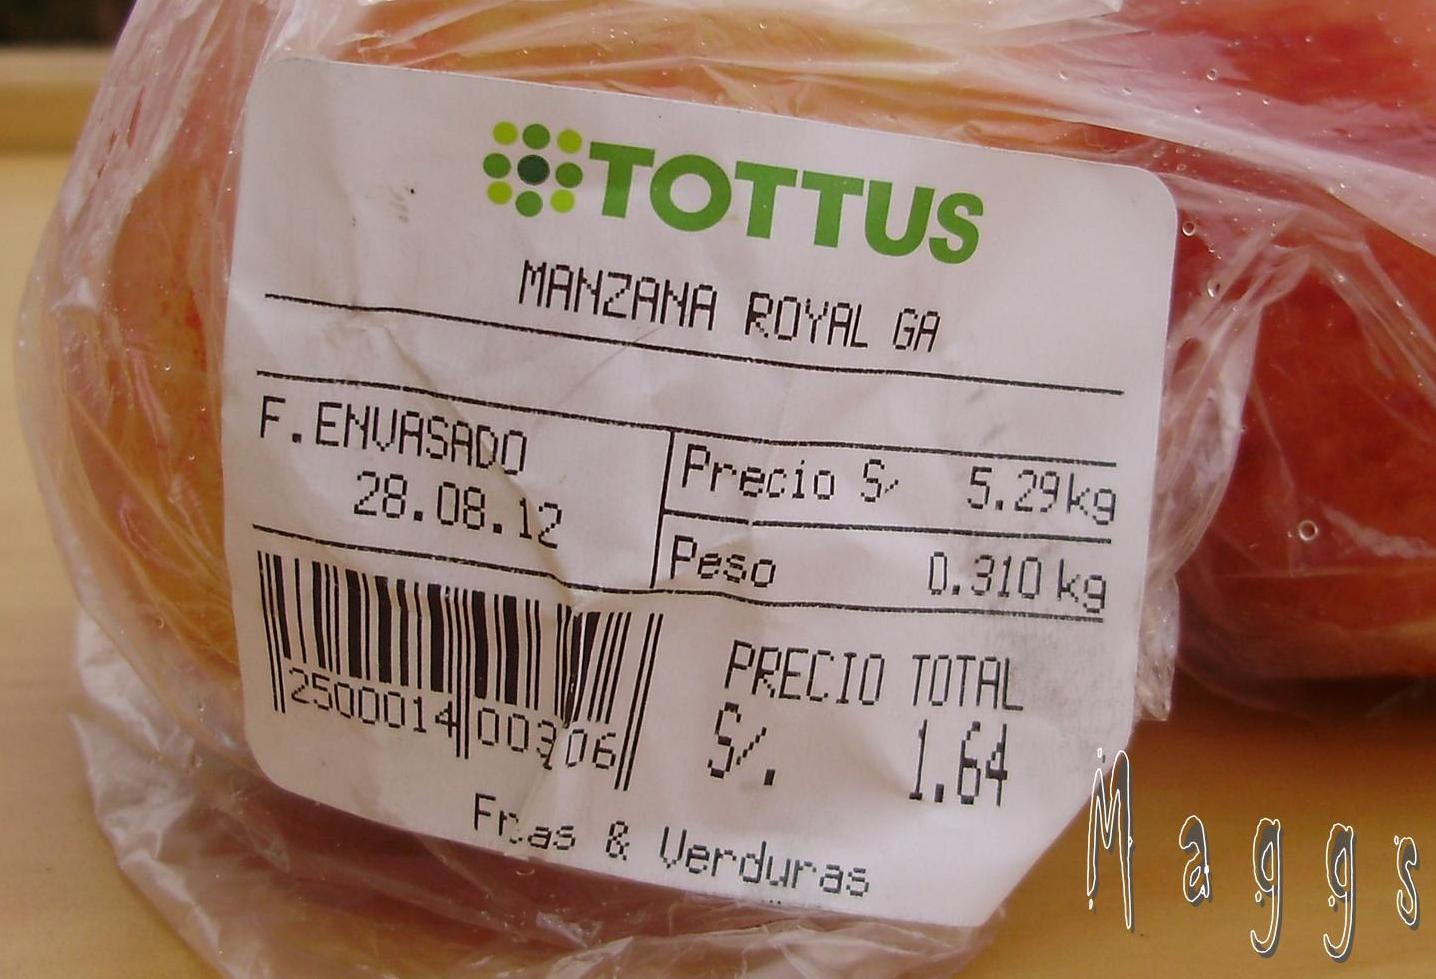 TOTTUS
MANZANA ROYAL GA
F.ENVASADO
28.08.12
Precio S/ 5.29kg
Peso 0.310 kg
2500014 00306
PRECIO TOTAL
S/. 1.64
& Verduras
Maggs